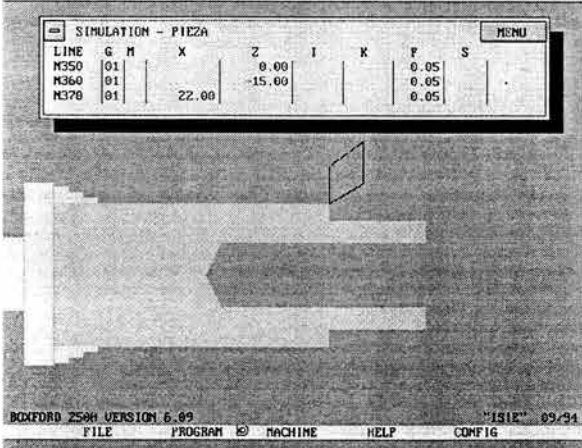 SIMULATION - PIEZA MENU
LINE G M X Z I K F S
N350 01 0.00 0.05
N360 01 -15.00 0.05
N370 01 22.00 0.05
BOXFORD 250H VERSION 6.09 "ISIE" 09/94
FILE PROGRAM MACHINE HELP CONFIG